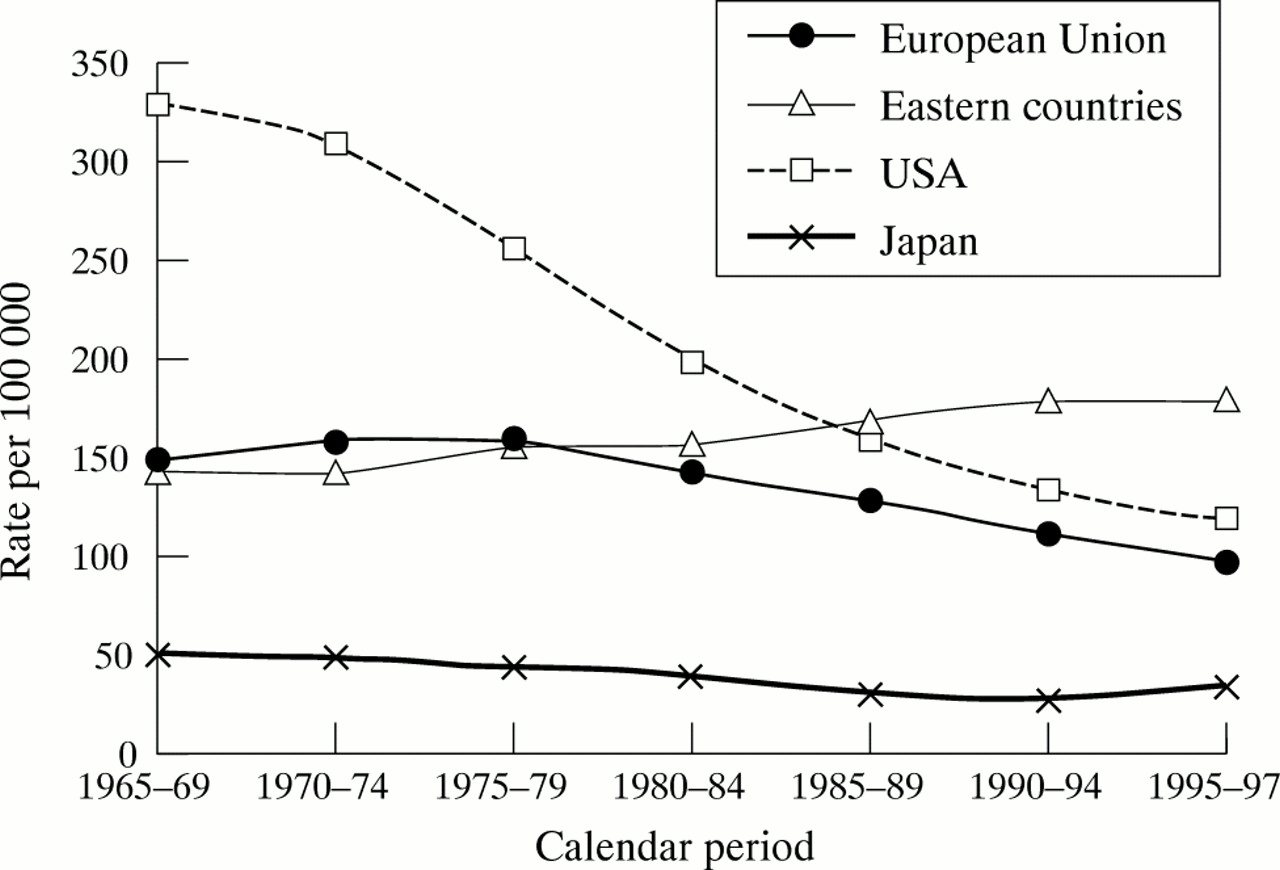 European Union
Eastern countries
USA
Japan
350
300
250
200
150
100
50
0
Rate per 100 000
1965–69 1970–74 1975–79 1980–84 1985–89 1990–94 1995–97
Calendar period